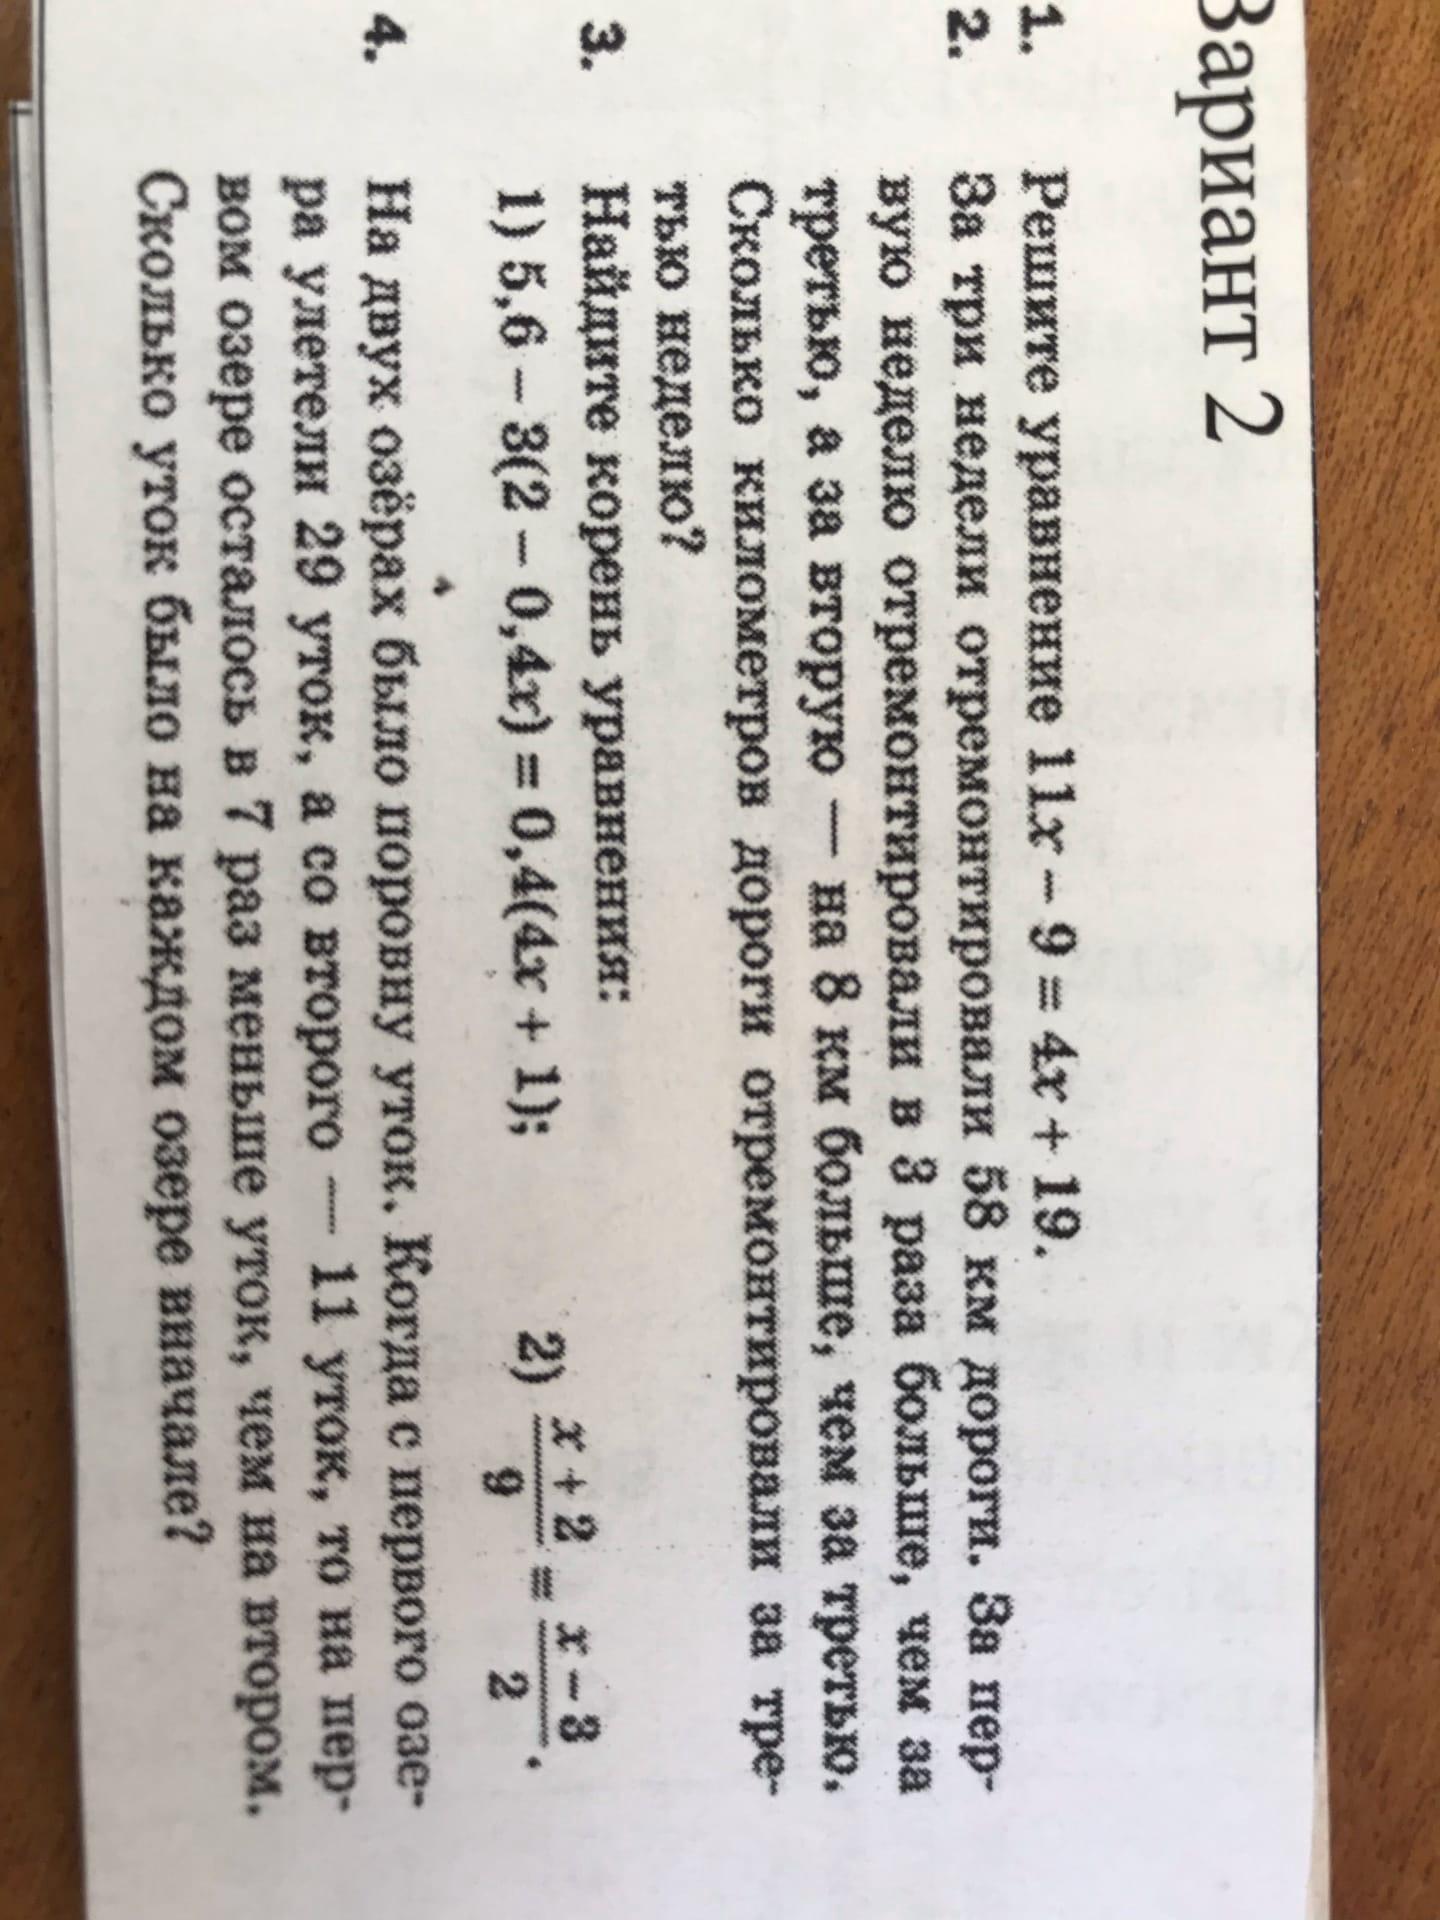 Вариант 2
1. Решите уравнение 11x − 9 = 4x + 19.
2. За три недели отремонтировали 58 км дороги. За пер-
вую неделю отремонтировали в 3 раза больше, чем за
третью, а за вторую — на 8 км больше, чем за третью.
Сколько километров дороги отремонтировали за тре-
тью неделю?
3. Найдите корень уравнения:
1) 5,6 − 3(2 − 0,4x) = 0,4(4x + 1); 2) (x + 2)/9 = (x − 3)/2.
4. На двух озёрах было поровну уток. Когда с первого озе-
ра улетели 29 уток, а со второго — 11 уток, то на пер-
вом озере осталось в 7 раз меньше уток, чем на втором.
Сколько уток было на каждом озере вначале?